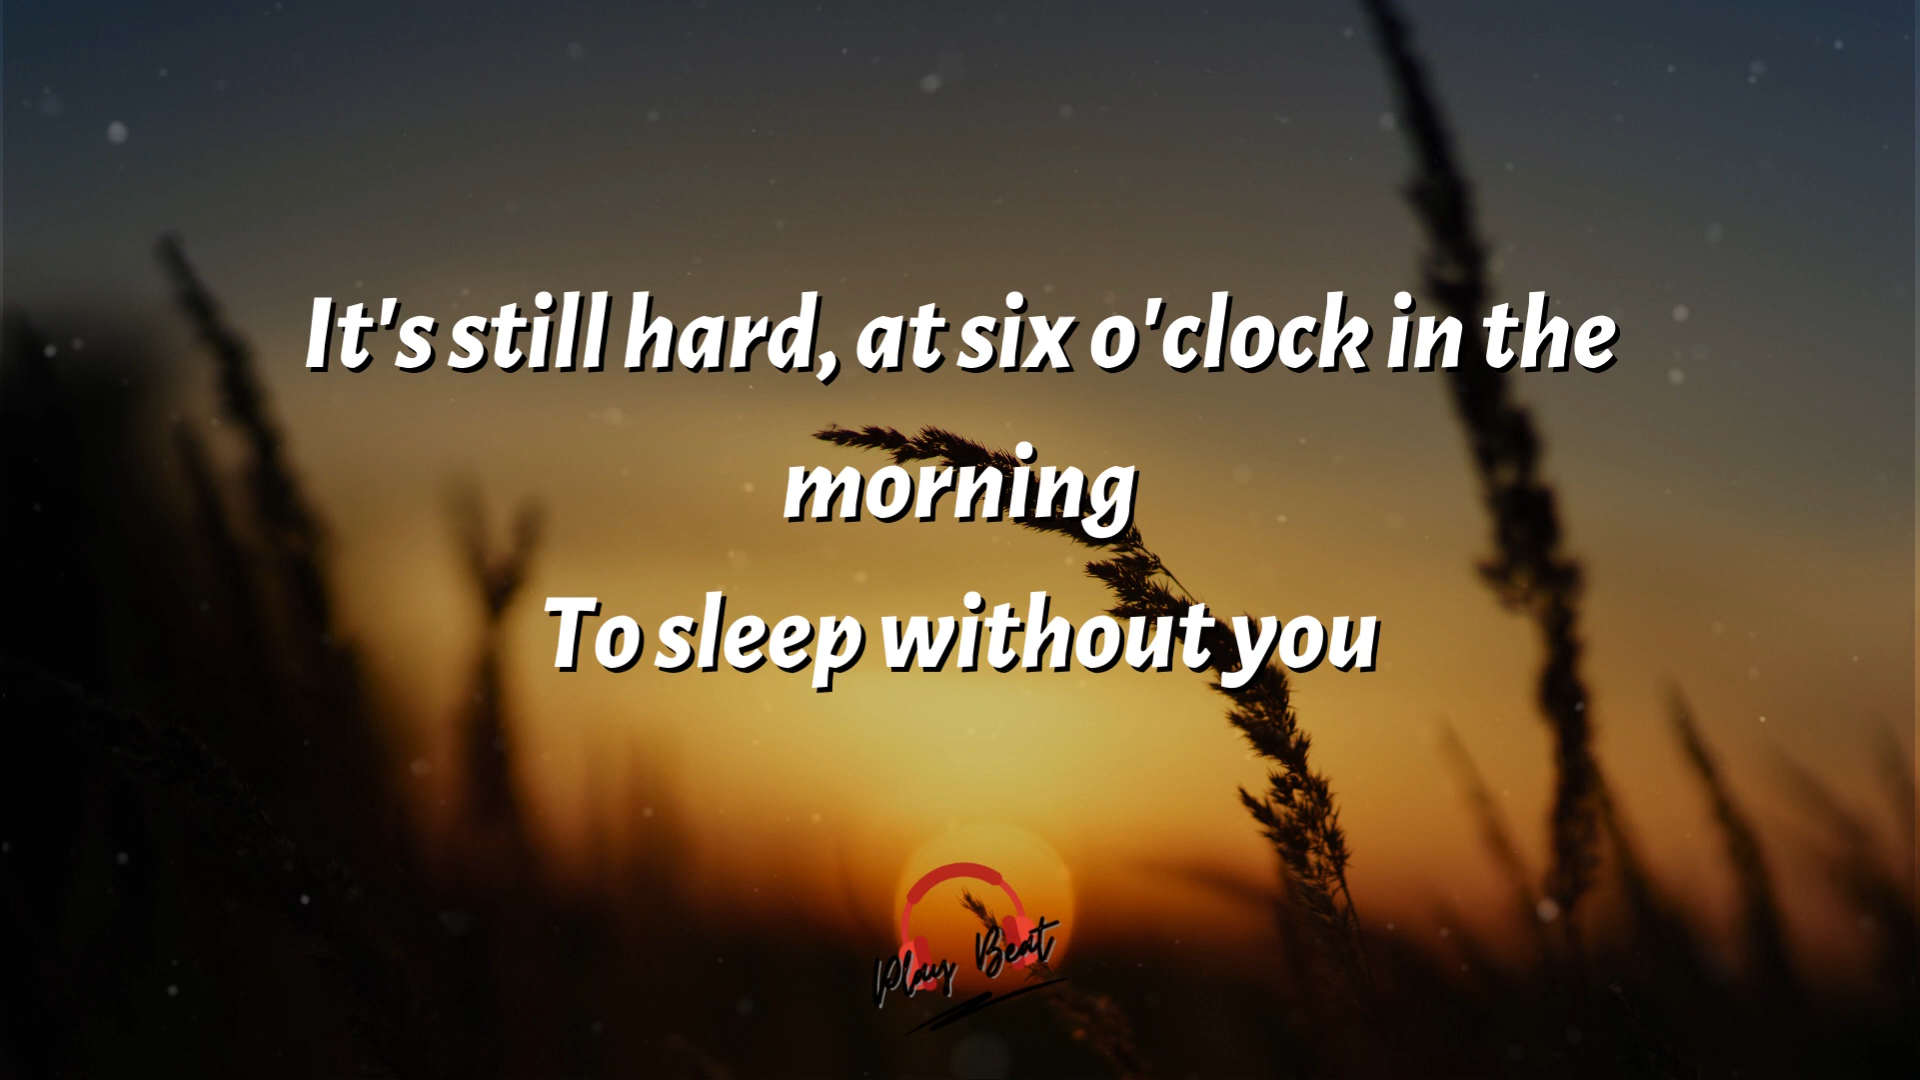 It's still hard, at six o'clock in the
morning
To sleep without you
Play Beat